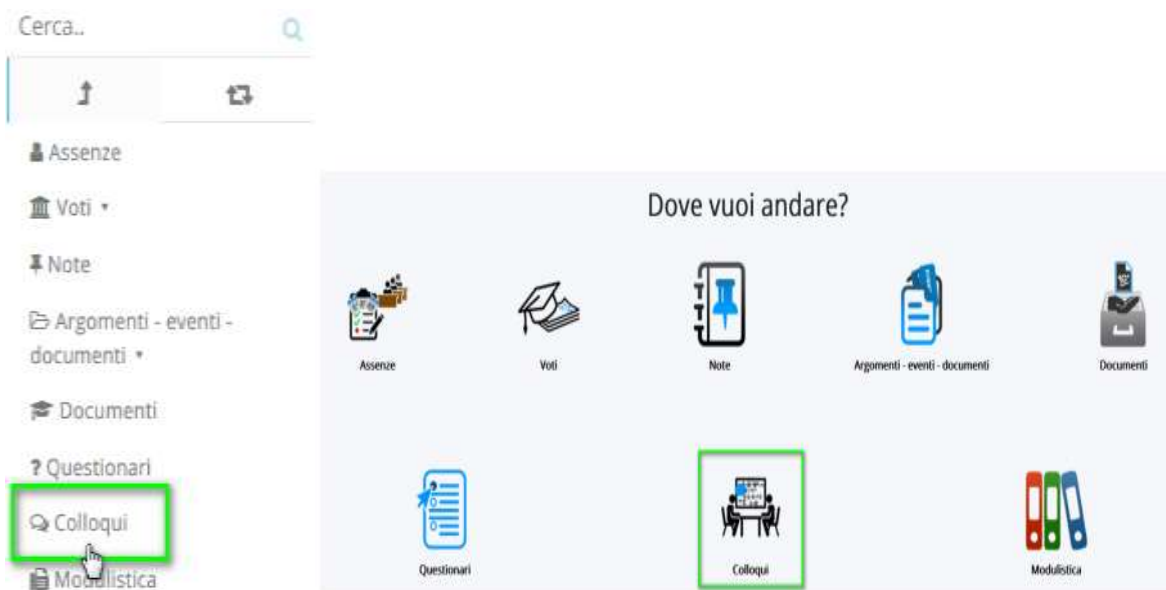 Cerca..
Assenze
Voti
Note
Argomenti - eventi -
documenti
Documenti
? Questionari
Colloqui
Modulistica
Dove vuoi andare?
Assenze
Voti
Note
Argomenti - eventi - documenti
Documenti
Questionari
Colloqui
Modulistica